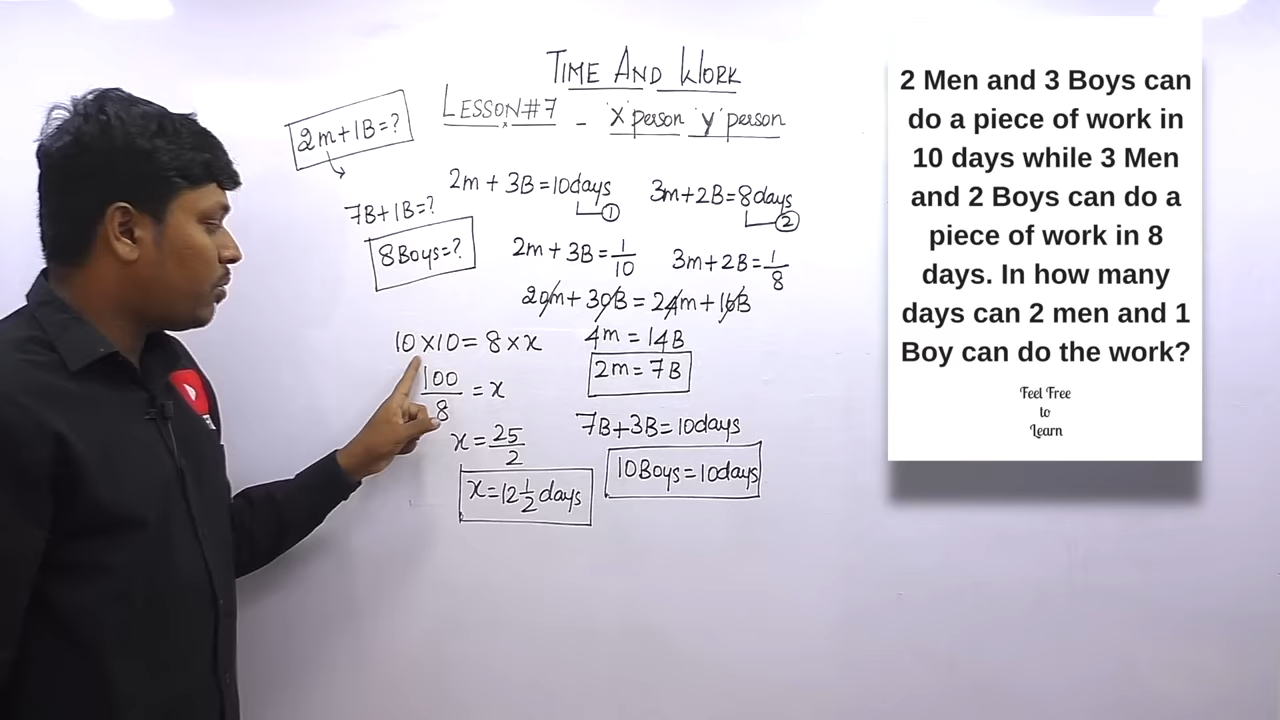 TIME AND WORK
LESSON#7 - 'x' person 'y' person
2m+1B=?
2m + 3B = 10days
①
3m+2B=8days
②
7B+1B=?
8Boys=?
2m + 3B = 1/10
3m + 2B = 1/8
20m + 30B = 24m + 16B
10×10 = 8 × x
4m = 14B
100/8 = x
2m = 7B
x = 25/2
7B+3B=10days
x=12 1/2 days
10Boys=10days
2 Men and 3 Boys can
do a piece of work in
10 days while 3 Men
and 2 Boys can do a
piece of work in 8
days. In how many
days can 2 men and 1
Boy can do the work?
Feel Free
to
Learn